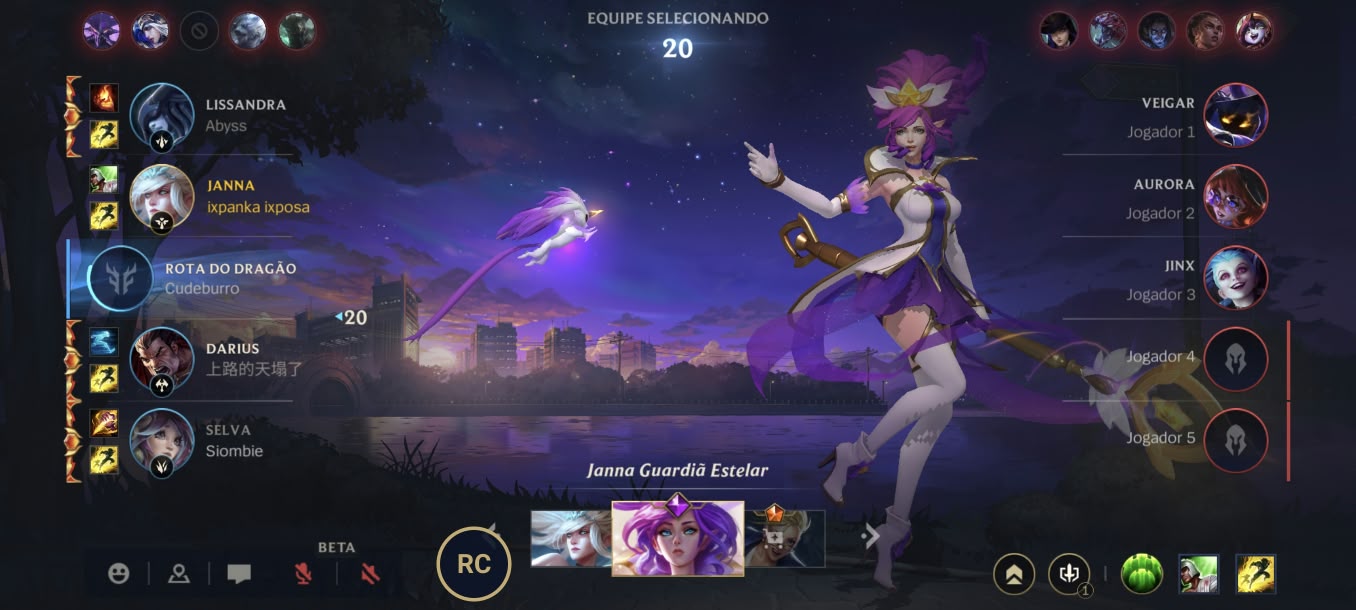 EQUIPE SELECIONANDO
20
LISSANDRA
Abyss
JANNA
ixpanka ixposa
ROTA DO DRAGÃO
Cudeburro
20
DARIUS
上路的天塌了
SELVA
Siombie
VEIGAR
Jogador 1
AURORA
Jogador 2
JINX
Jogador 3
Jogador 4
Jogador 5
Janna Guardiã Estelar
BETA
RC
1